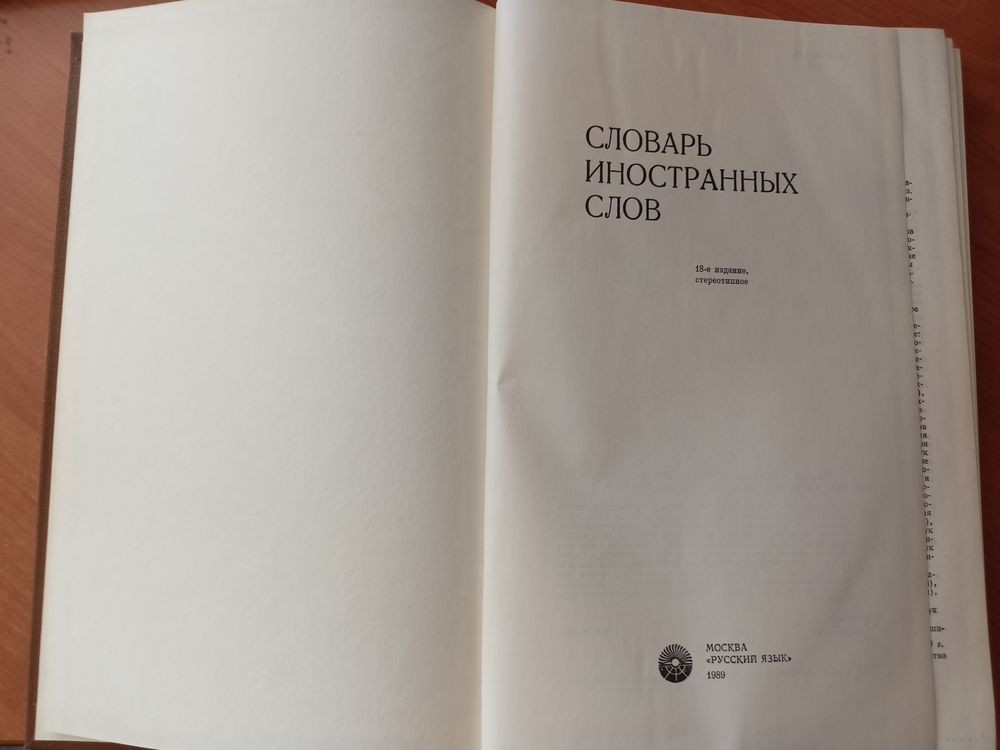 СЛОВАРЬ
ИНОСТРАННЫХ
СЛОВ
18-е издание,
стереотипное
МОСКВА
«РУССКИЙ ЯЗЫК»
1989